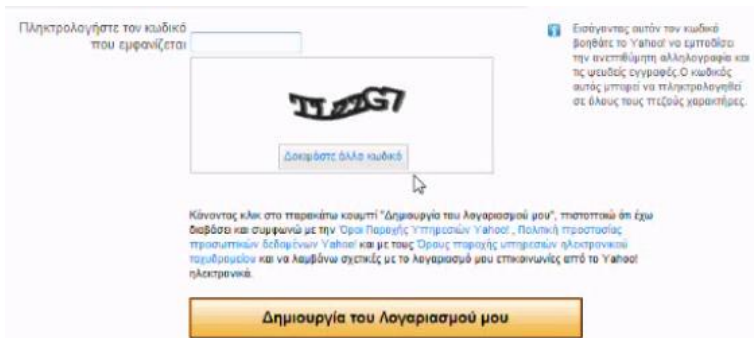 Πληκτρολογήστε τον κωδικό
που εμφανίζεται
Δοκιμάστε άλλο κωδικό
Εισάγοντας αυτόν τον κωδικό
βοηθάτε το Yahoo! να εμποδίσει
την ανεπιθύμητη αλληλογραφία και
τις ψευδείς εγγραφές.Ο κωδικός
αυτός μπορεί να πληκτρολογηθεί
σε όλους τους πεζούς χαρακτήρες.
Κάνοντας κλικ στο παρακάτω κουμπί "Δημιουργία του λογαριασμού μου", πιστοποιώ ότι έχω
διαβάσει και συμφωνώ με την Όροι Παροχής Υπηρεσιών Yahoo! , Πολιτική προστασίας
προσωπικών δεδομένων Yahoo! και με τους Όρους παροχής υπηρεσιών ηλεκτρονικού
ταχυδρομείου και να λαμβάνω σχετικές με το λογαριασμό μου επικοινωνίες από το Yahoo!
ηλεκτρονικά.
Δημιουργία του Λογαριασμού μου